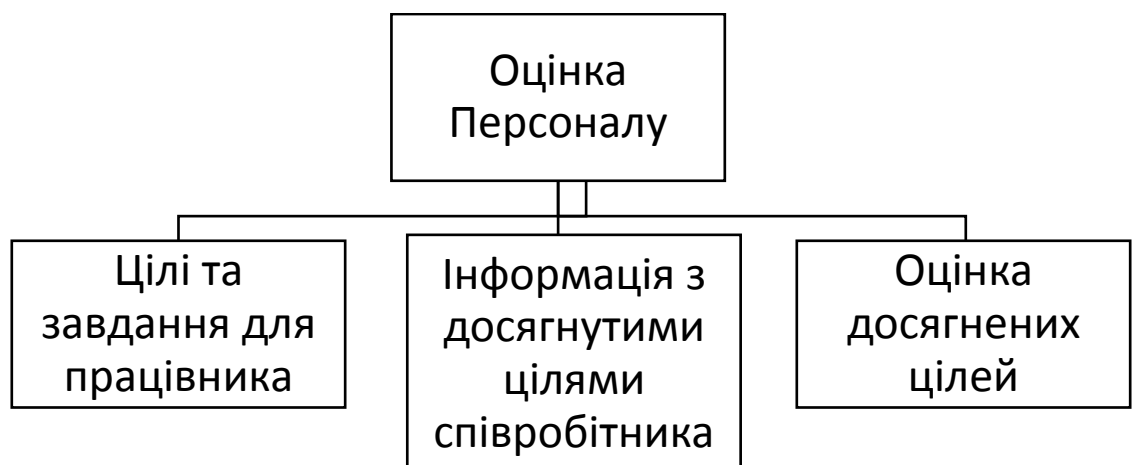 Оцінка
Персоналу
Цілі та
завдання для
працівника
Інформація з
досягнутими
цілями
співробітника
Оцінка
досягнених
цілей